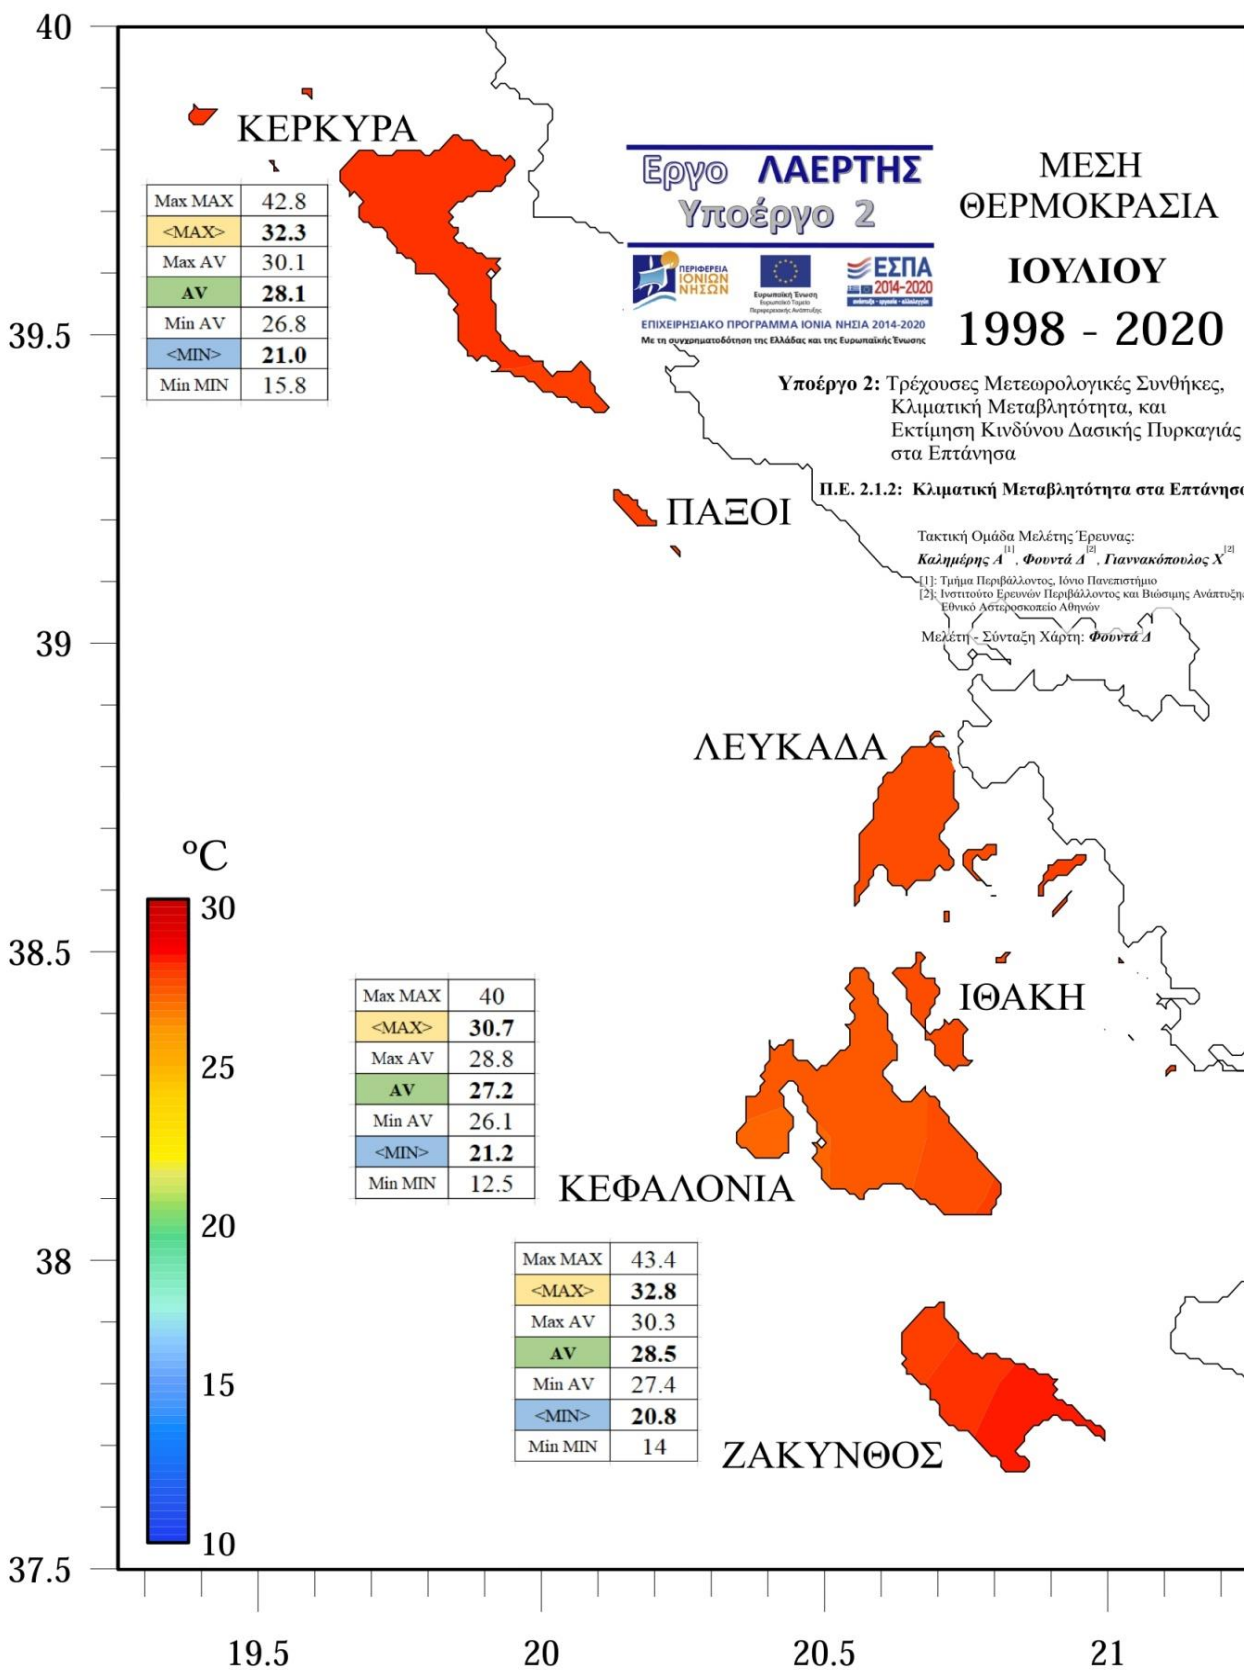 40
39.5
39
38.5
38
37.5
19.5
20
20.5
21
ΚΕΡΚΥΡΑ
Max MAX 42.8
<MAX> 32.3
Max AV 30.1
AV 28.1
Min AV 26.8
<MIN> 21.0
Min MIN 15.8
Εργο ΛΑΕΡΤΗΣ
Υποέργο 2
ΠΕΡΙΦΕΡΕΙΑ
ΙΟΝΙΩΝ
ΝΗΣΩΝ
Ευρωπαϊκή Ένωση
Ευρωπαϊκό Ταμείο
Περιφερειακής Ανάπτυξης
ΕΣΠΑ
2014-2020
ανάπτυξη - εργασία - αλληλεγγύη
ΕΠΙΧΕΙΡΗΣΙΑΚΟ ΠΡΟΓΡΑΜΜΑ ΙΟΝΙΑ ΝΗΣΙΑ 2014-2020
Με τη συγχρηματοδότηση της Ελλάδας και της Ευρωπαϊκής Ένωσης
ΜΕΣΗ
ΘΕΡΜΟΚΡΑΣΙΑ
ΙΟΥΛΙΟΥ
1998 - 2020
Υποέργο 2: Τρέχουσες Μετεωρολογικές Συνθήκες,
Κλιματική Μεταβλητότητα, και
Εκτίμηση Κινδύνου Δασικής Πυρκαγιάς
στα Επτάνησα
Π.Ε. 2.1.2: Κλιματική Μεταβλητότητα στα Επτάνησα
Τακτική Ομάδα Μελέτης Έρευνας:
Καλημέρης Α [1], Φουντά Δ [2], Γιαννακόπουλος Χ [2]
[1]: Τμήμα Περιβάλλοντος, Ιόνιο Πανεπιστήμιο
[2]: Ινστιτούτο Ερευνών Περιβάλλοντος και Βιώσιμης Ανάπτυξης
Εθνικό Αστεροσκοπείο Αθηνών
Μελέτη - Σύνταξη Χάρτη: Φουντά Δ
ΠΑΞΟΙ
ΛΕΥΚΑΔΑ
ΙΘΑΚΗ
°C
30
25
20
15
10
Max MAX 40
<MAX> 30.7
Max AV 28.8
AV 27.2
Min AV 26.1
<MIN> 21.2
Min MIN 12.5
ΚΕΦΑΛΟΝΙΑ
Max MAX 43.4
<MAX> 32.8
Max AV 30.3
AV 28.5
Min AV 27.4
<MIN> 20.8
Min MIN 14
ΖΑΚΥΝΘΟΣ